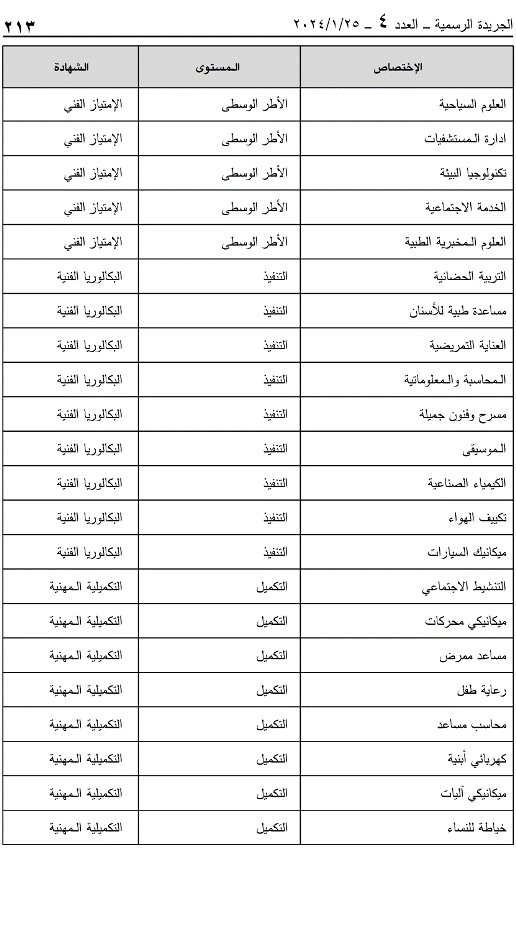 الجريدة الرسمية ــ العدد ٤ ــ ٢٠٢٤/١/٢٥ ٢١٣
الإختصاص المستوى الشهادة
العلوم السياحية الأطر الوسطى الإمتياز الفني
ادارة المستشفيات الأطر الوسطى الإمتياز الفني
تكنولوجيا البيئة الأطر الوسطى الإمتياز الفني
الخدمة الاجتماعية الأطر الوسطى الإمتياز الفني
العلوم المخبرية الطبية الأطر الوسطى الإمتياز الفني
التربية الحضانية التنفيذ البكالوريا الفنية
مساعدة طبية للأسنان التنفيذ البكالوريا الفنية
العناية التمريضية التنفيذ البكالوريا الفنية
المحاسبة والمعلوماتية التنفيذ البكالوريا الفنية
مسرح وفنون جميلة التنفيذ البكالوريا الفنية
الموسيقى التنفيذ البكالوريا الفنية
الكيمياء الصناعية التنفيذ البكالوريا الفنية
تكييف الهواء التنفيذ البكالوريا الفنية
ميكانيك السيارات التنفيذ البكالوريا الفنية
التنشيط الاجتماعي التكميل التكميلية المهنية
ميكانيكي محركات التكميل التكميلية المهنية
مساعد ممرض التكميل التكميلية المهنية
رعاية طفل التكميل التكميلية المهنية
محاسب مساعد التكميل التكميلية المهنية
كهربائي أبنية التكميل التكميلية المهنية
ميكانيكي آليات التكميل التكميلية المهنية
خياطة للنساء التكميل التكميلية المهنية